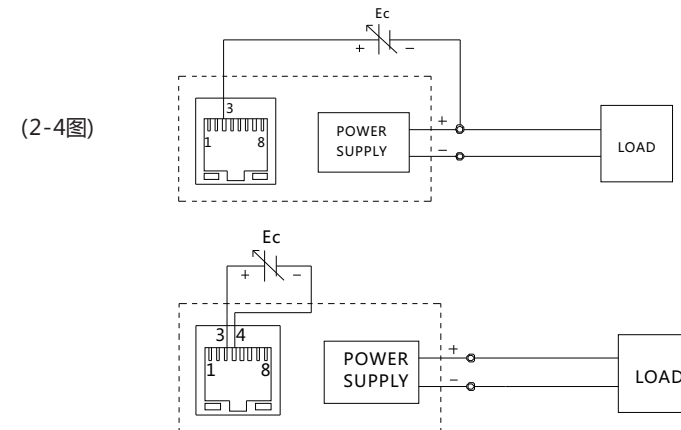 Ec
+ −
3
1 8
POWER
SUPPLY
+
−
LOAD
(2-4图)
Ec
+ −
3 4
1 8
POWER
SUPPLY
+
−
LOAD